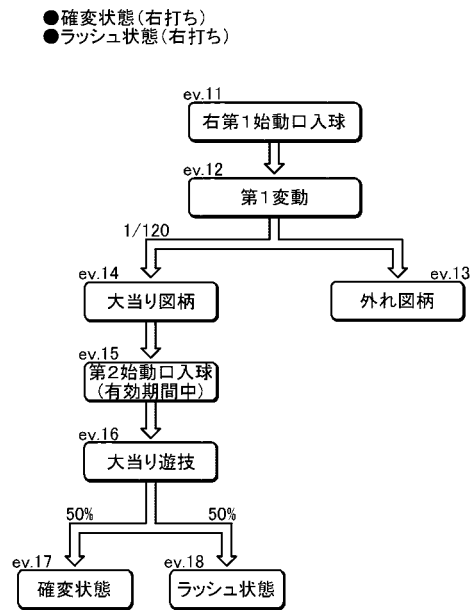 ●確変状態(右打ち)
●ラッシュ状態(右打ち)
ev.11
右第1始動口入球
ev.12
第1変動
1/120
ev.14
大当り図柄
ev.13
外れ図柄
ev.15
第2始動口入球
(有効期間中)
ev.16
大当り遊技
50%
50%
ev.17
確変状態
ev.18
ラッシュ状態